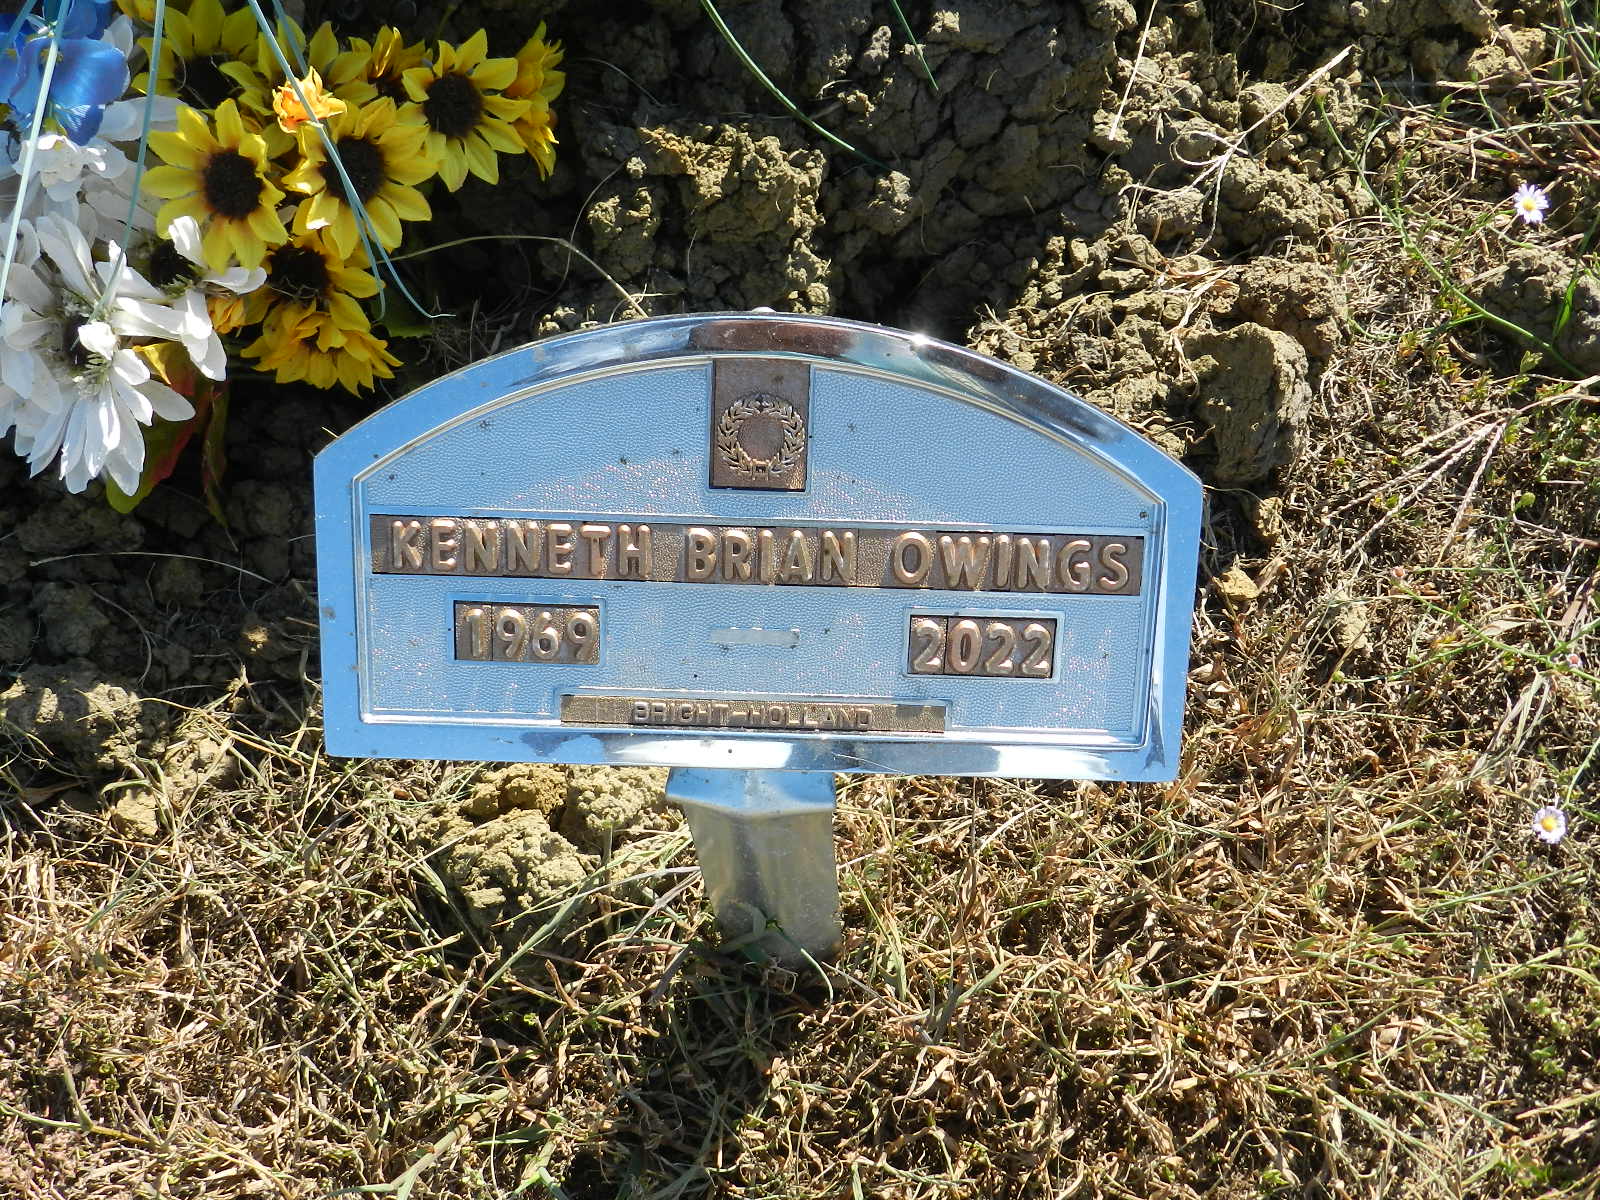 KENNETH BRIAN OWINGS
1969 2022
BRIGHT-HOLLAND